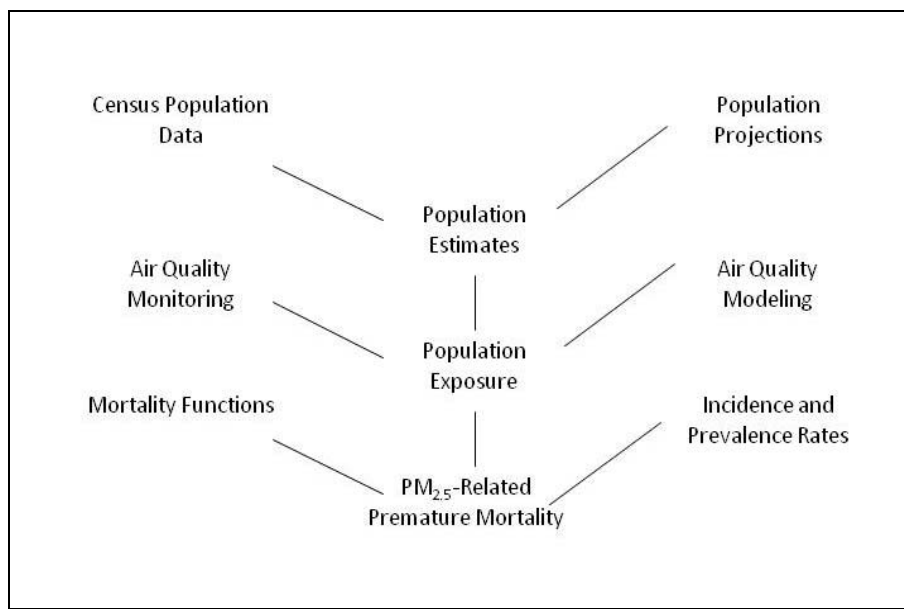 Census Population
Data
Population
Projections
Population
Estimates
Air Quality
Monitoring
Air Quality
Modeling
Population
Exposure
Mortality Functions
Incidence and
Prevalence Rates
PM2.5-Related
Premature Mortality